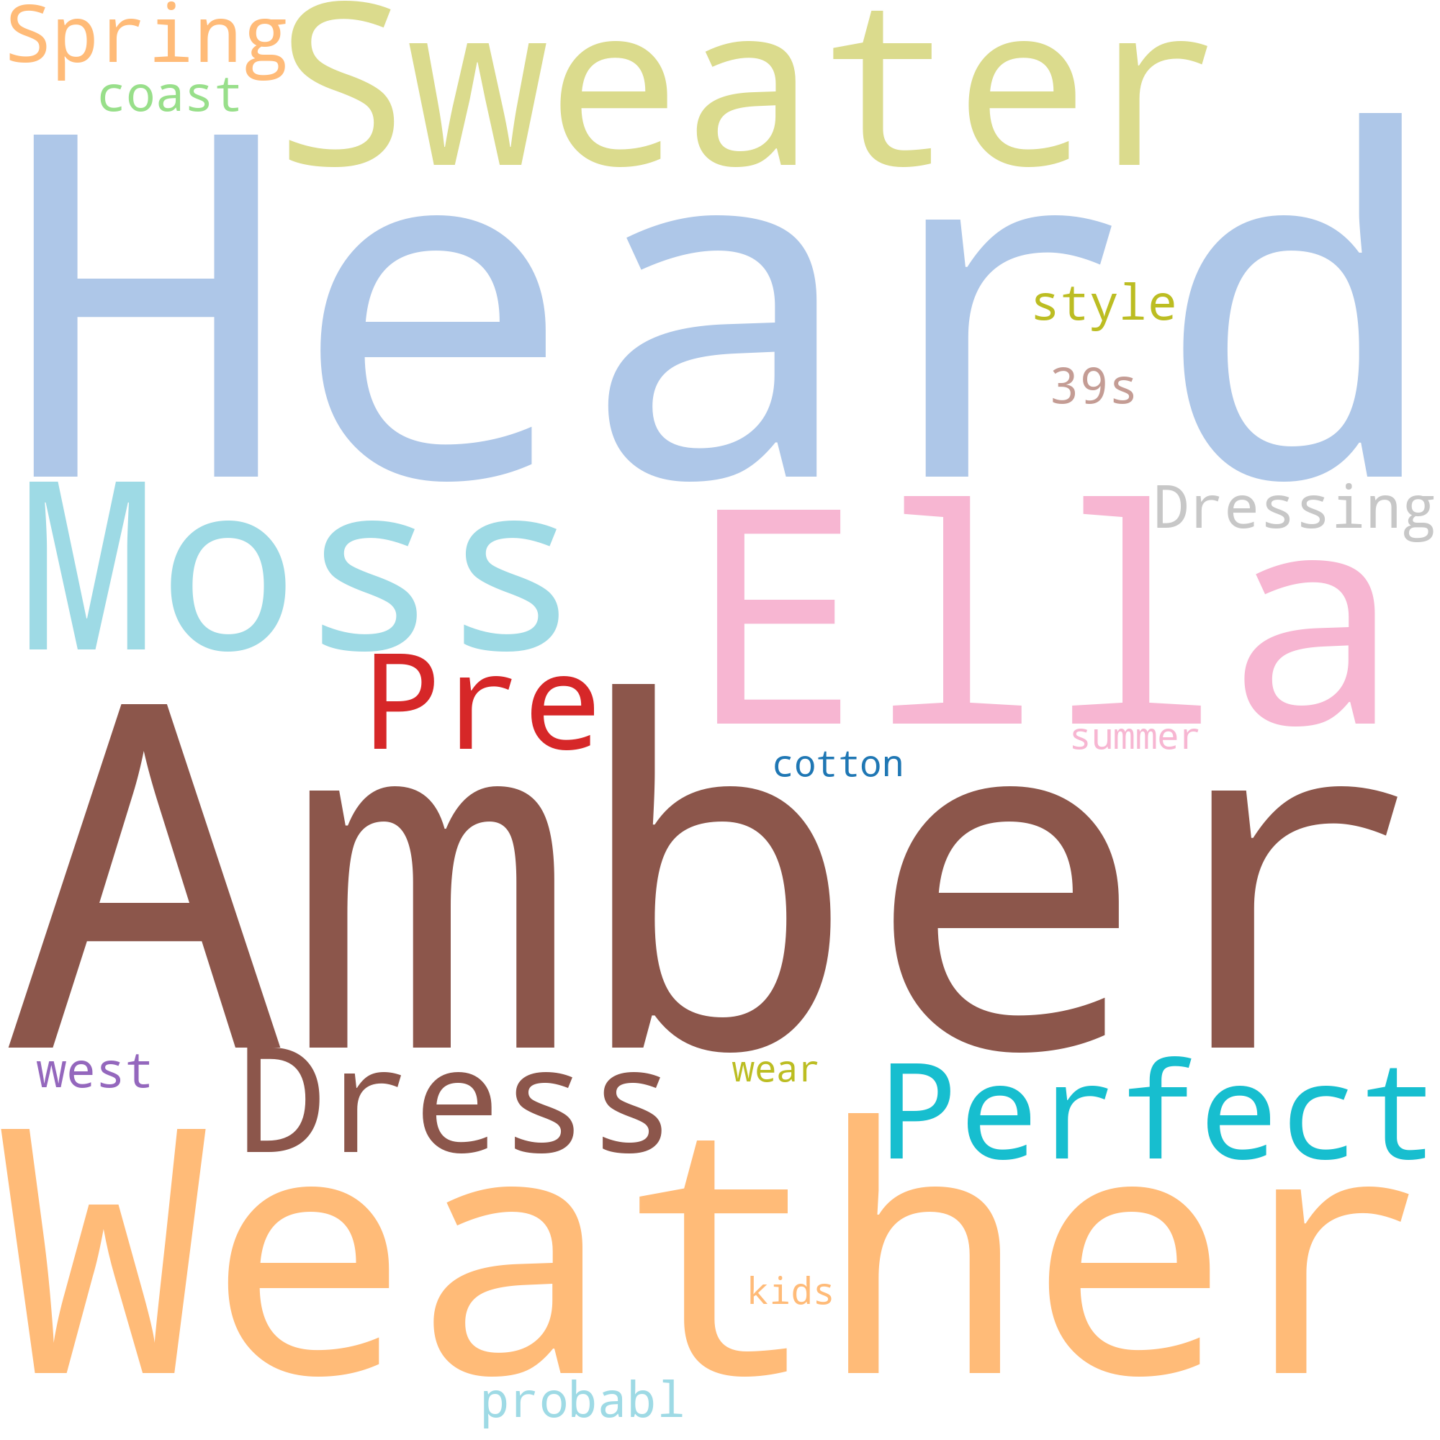 Spring
Sweater
coast
Heard
style
39s
Moss
Ella
Dressing
Pre
summer
cotton
Amber
west
Dress
wear
Perfect
Weather
kids
probabl